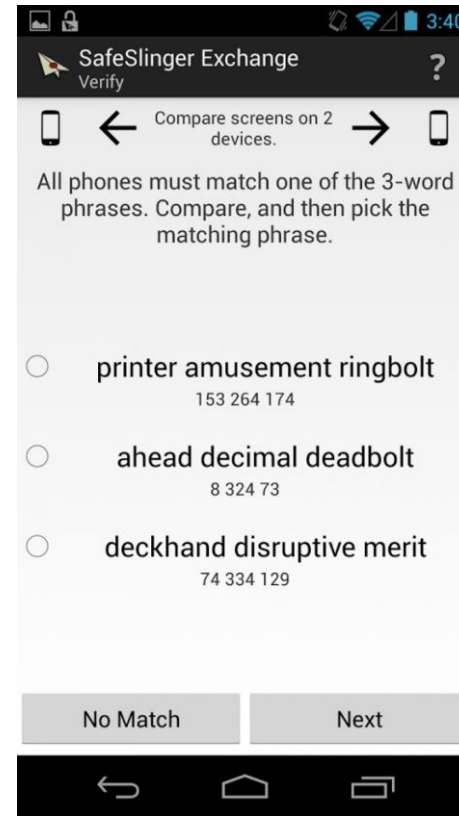 3:40
SafeSlinger Exchange
?
Verify
Compare screens on 2
devices.
All phones must match one of the 3-word
phrases. Compare, and then pick the
matching phrase.
printer amusement ringbolt
153 264 174
ahead decimal deadbolt
8 324 73
deckhand disruptive merit
74 334 129
No Match
Next